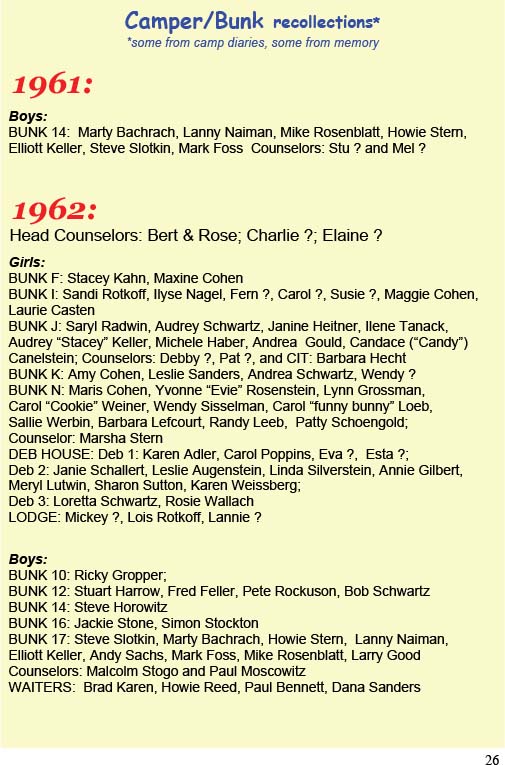 Camper/Bunk recollections*
*some from camp diaries, some from memory
1961:
Boys:
BUNK 14:  Marty Bachrach, Lanny Naiman, Mike Rosenblatt, Howie Stern,
Elliott Keller, Steve Slotkin, Mark Foss  Counselors: Stu ? and Mel ?
1962:
Head Counselors: Bert & Rose; Charlie ?; Elaine ?
Girls:
BUNK F: Stacey Kahn, Maxine Cohen
BUNK I: Sandi Rotkoff, Ilyse Nagel, Fern ?, Carol ?, Susie ?, Maggie Cohen,
Laurie Casten
BUNK J: Saryl Radwin, Audrey Schwartz, Janine Heitner, Ilene Tanack,
Audrey “Stacey” Keller, Michele Haber, Andrea  Gould, Candace (“Candy”)
Canelstein; Counselors: Debby ?, Pat ?, and CIT: Barbara Hecht
BUNK K: Amy Cohen, Leslie Sanders, Andrea Schwartz, Wendy ?
BUNK N: Maris Cohen, Yvonne “Evie” Rosenstein, Lynn Grossman,
Carol “Cookie” Weiner, Wendy Sisselman, Carol “funny bunny” Loeb,
Sallie Werbin, Barbara Lefcourt, Randy Leeb,  Patty Schoengold;
Counselor: Marsha Stern
DEB HOUSE: Deb 1: Karen Adler, Carol Poppins, Eva ?,  Esta ?;
Deb 2: Janie Schallert, Leslie Augenstein, Linda Silverstein, Annie Gilbert,
Meryl Lutwin, Sharon Sutton, Karen Weissberg;
Deb 3: Loretta Schwartz, Rosie Wallach
LODGE: Mickey ?, Lois Rotkoff, Lannie ?
Boys:
BUNK 10: Ricky Gropper;
BUNK 12: Stuart Harrow, Fred Feller, Pete Rockuson, Bob Schwartz
BUNK 14: Steve Horowitz
BUNK 16: Jackie Stone, Simon Stockton
BUNK 17: Steve Slotkin, Marty Bachrach, Howie Stern,  Lanny Naiman,
Elliott Keller, Andy Sachs, Mark Foss, Mike Rosenblatt, Larry Good
Counselors: Malcolm Stogo and Paul Moscowitz
WAITERS:  Brad Karen, Howie Reed, Paul Bennett, Dana Sanders
26